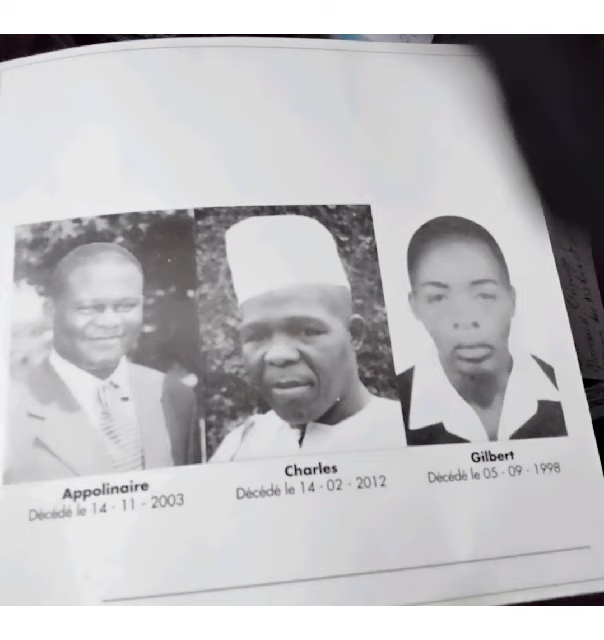 Appolinaire
Décédé le 14 - 11 - 2003
Charles
Décédé le 14 - 02 - 2012
Gilbert
Décédé le 05 - 09 - 1998